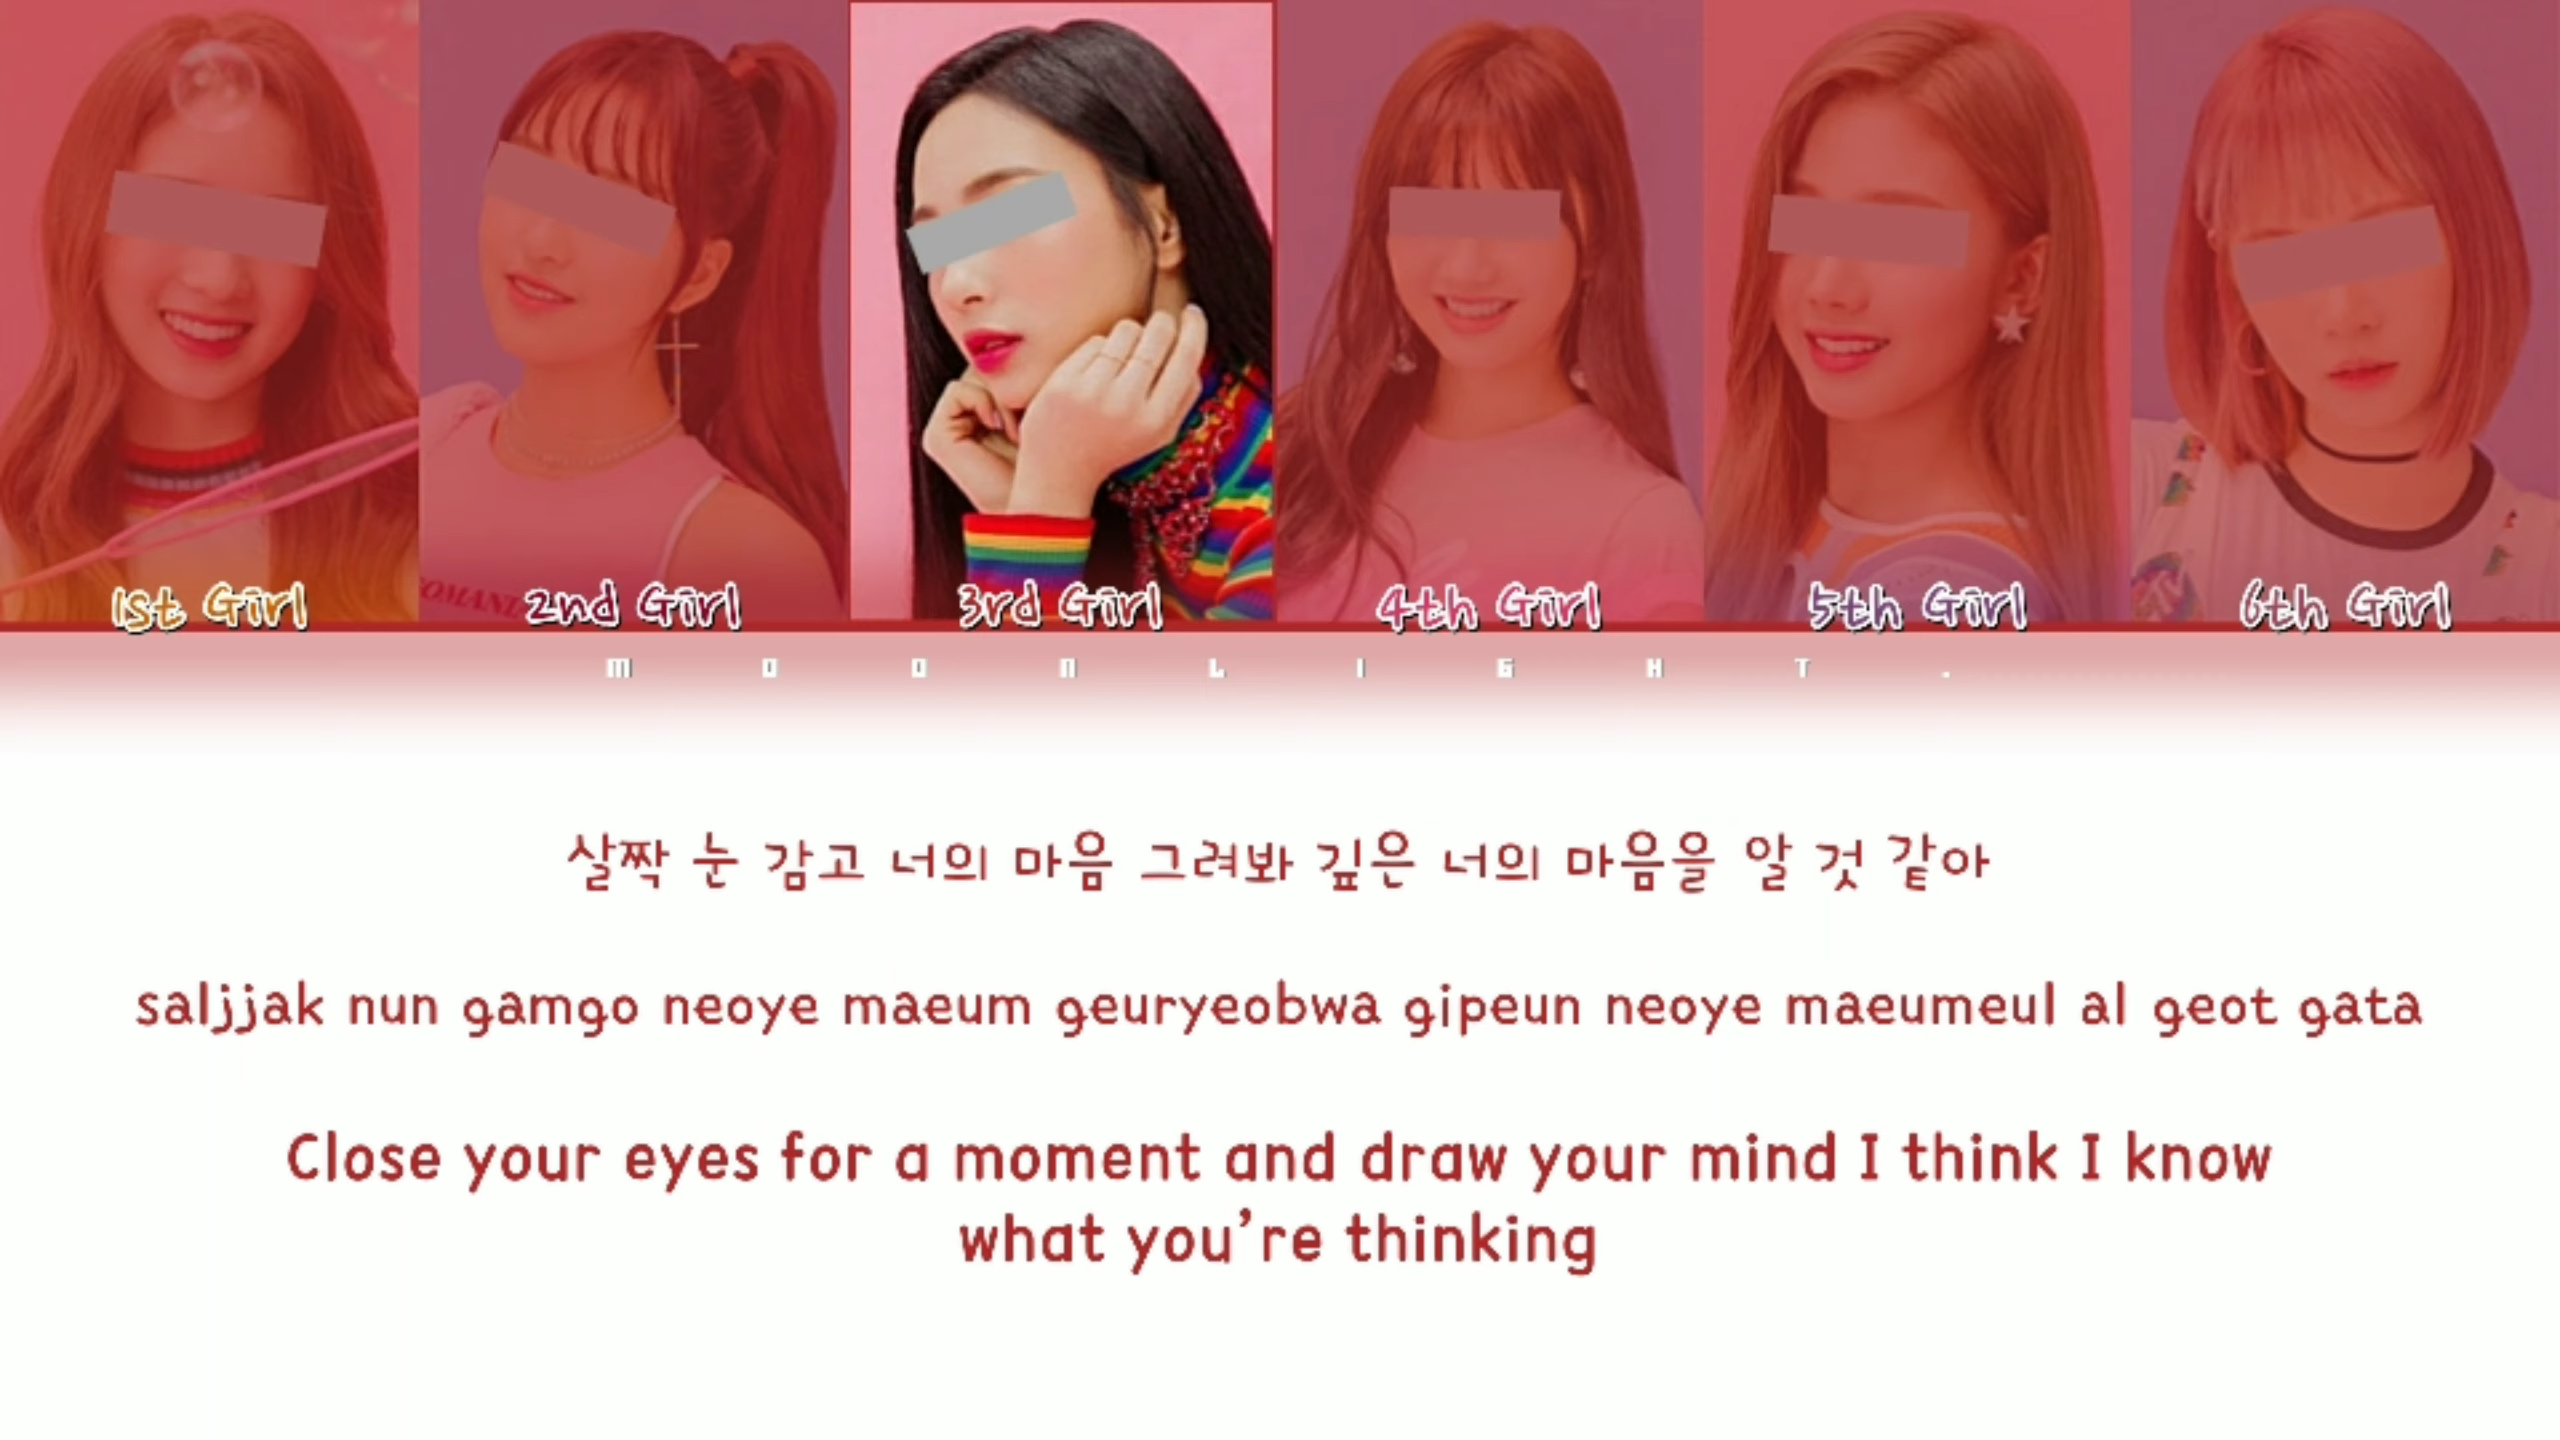 1st Girl
2nd Girl
3rd Girl
4th Girl
5th Girl
6th Girl
MOONLIGHT.
살짝 눈 감고 너의 마음 그려봐 깊은 너의 마음을 알 것 같아
saljjak nun gamgo neoye maeum geuryeobwa gipeun neoye maeumeul al geot gata
Close your eyes for a moment and draw your mind I think I know
what you're thinking